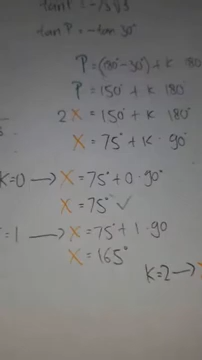 tan P = -tan 30°
P = (180° - 30°) + k 180°
P = 150° + k 180°
2X = 150° + k 180°
X = 75° + k · 90°
K=0 → X = 75° + 0 · 90°
X = 75° ✓
=1 → X = 75° + 1 · 90
X = 165°
K=2 →